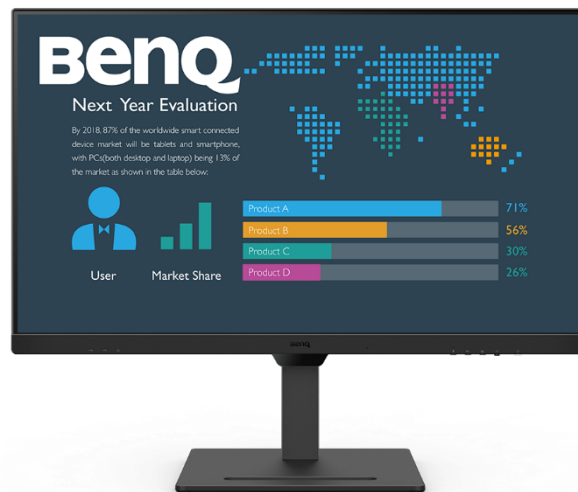 BenQ
Next Year Evaluation
By 2018, 87% of the worldwide smart connected
device market will be tablets and smartphone,
with PCs(both desktop and laptop) being 13% of
the market as shown in the table below:
User
Market Share
Product A 71%
Product B 56%
Product C 30%
Product D 26%
BenQ